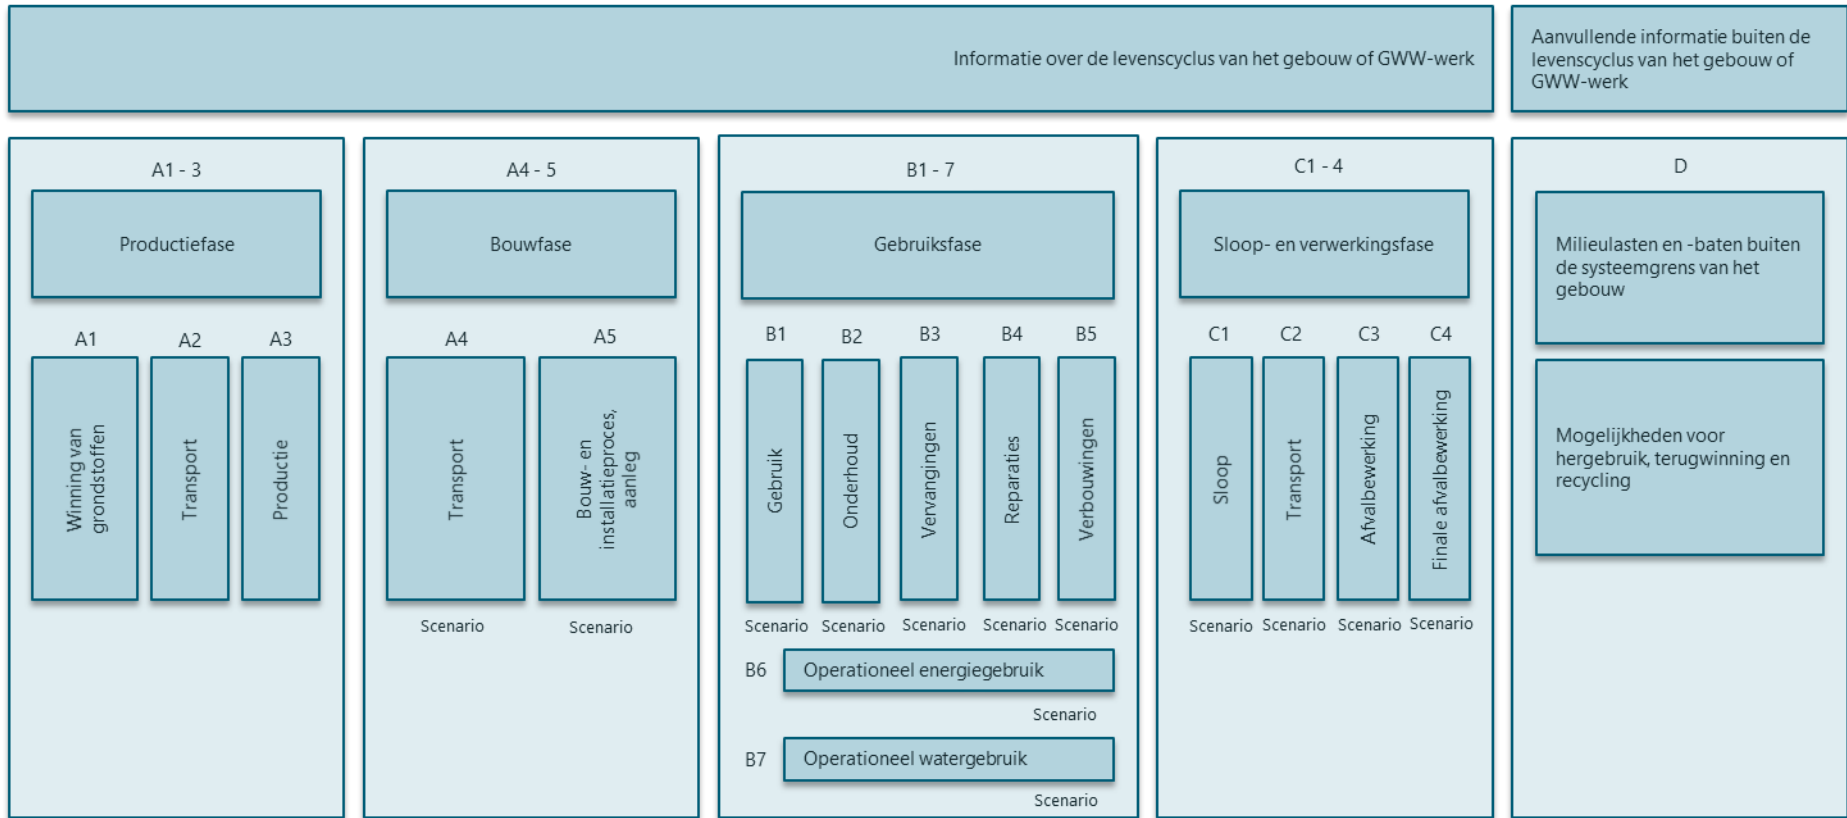 Informatie over de levenscyclus van het gebouw of GWW-werk
Aanvullende informatie buiten de
levenscyclus van het gebouw of
GWW-werk
A1 - 3
Productiefase
A1
A2
A3
Winning van
grondstoffen
Transport
Productie
A4 - 5
Bouwfase
A4
A5
Transport
Bouw- en
installatieproces,
aanleg
Scenario
Scenario
B1 - 7
Gebruiksfase
B1
B2
B3
B4
B5
Gebruik
Onderhoud
Vervangingen
Reparaties
Verbouwingen
Scenario
Scenario
Scenario
Scenario
Scenario
B6
Operationeel energiegebruik
Scenario
B7
Operationeel watergebruik
Scenario
C1 - 4
Sloop- en verwerkingsfase
C1
C2
C3
C4
Sloop
Transport
Afvalbewerking
Finale afvalbewerking
Scenario
Scenario
Scenario
Scenario
D
Milieulasten en -baten buiten
de systeemgrens van het
gebouw
Mogelijkheden voor
hergebruik, terugwinning en
recycling